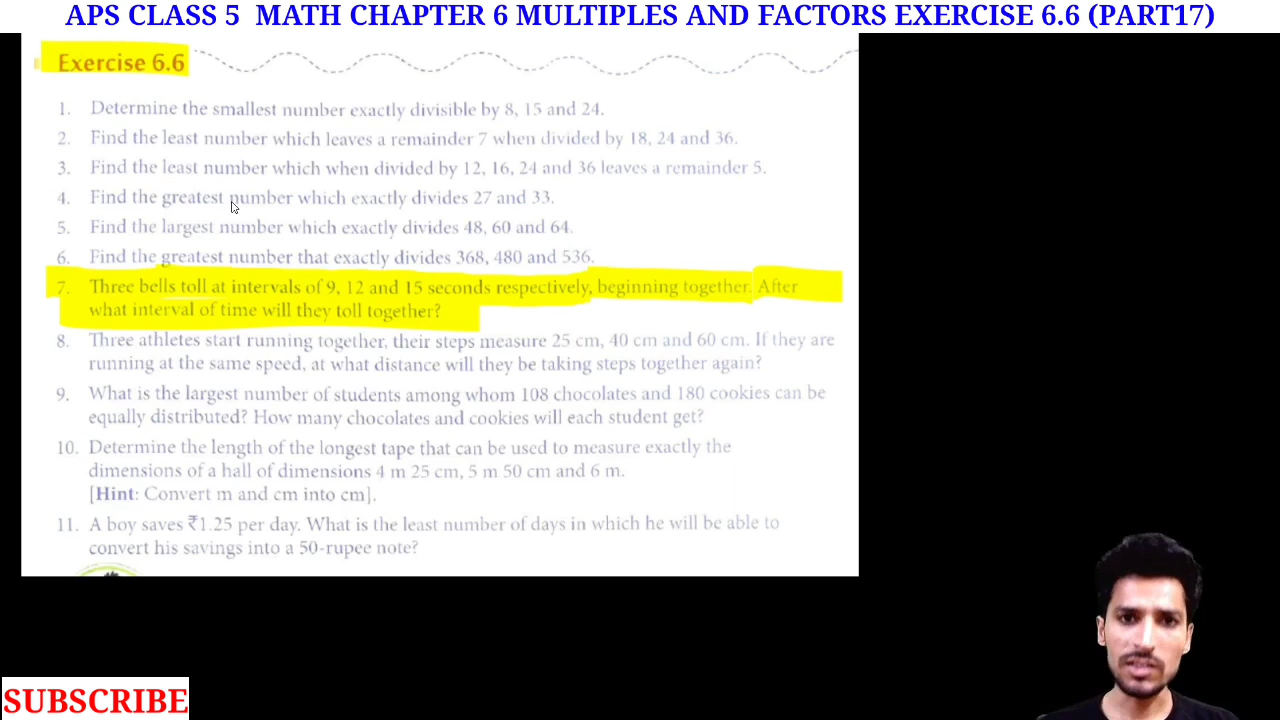 APS CLASS 5 MATH CHAPTER 6 MULTIPLES AND FACTORS EXERCISE 6.6 (PART17)
Exercise 6.6
1. Determine the smallest number exactly divisible by 8, 15 and 24.
2. Find the least number which leaves a remainder 7 when divided by 18, 24 and 36.
3. Find the least number which when divided by 12, 16, 24 and 36 leaves a remainder 5.
4. Find the greatest number which exactly divides 27 and 33.
5. Find the largest number which exactly divides 48, 60 and 64.
6. Find the greatest number that exactly divides 368, 480 and 536.
7. Three bells toll at intervals of 9, 12 and 15 seconds respectively, beginning together. After
what interval of time will they toll together?
8. Three athletes start running together, their steps measure 25 cm, 40 cm and 60 cm. If they are
running at the same speed, at what distance will they be taking steps together again?
9. What is the largest number of students among whom 108 chocolates and 180 cookies can be
equally distributed? How many chocolates and cookies will each student get?
10. Determine the length of the longest tape that can be used to measure exactly the
dimensions of a hall of dimensions 4 m 25 cm, 5 m 50 cm and 6 m.
[Hint: Convert m and cm into cm].
11. A boy saves ₹1.25 per day. What is the least number of days in which he will be able to
convert his savings into a 50-rupee note?
SUBSCRIBE